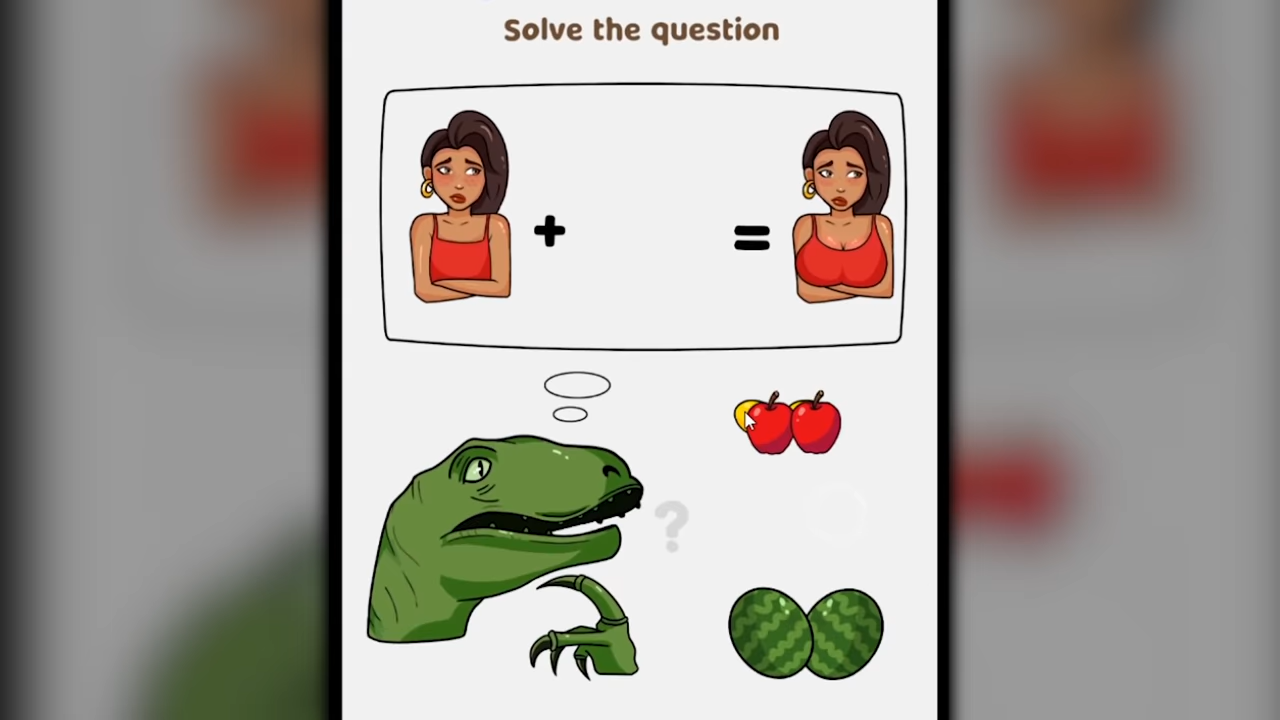 Solve the question
+
=
?